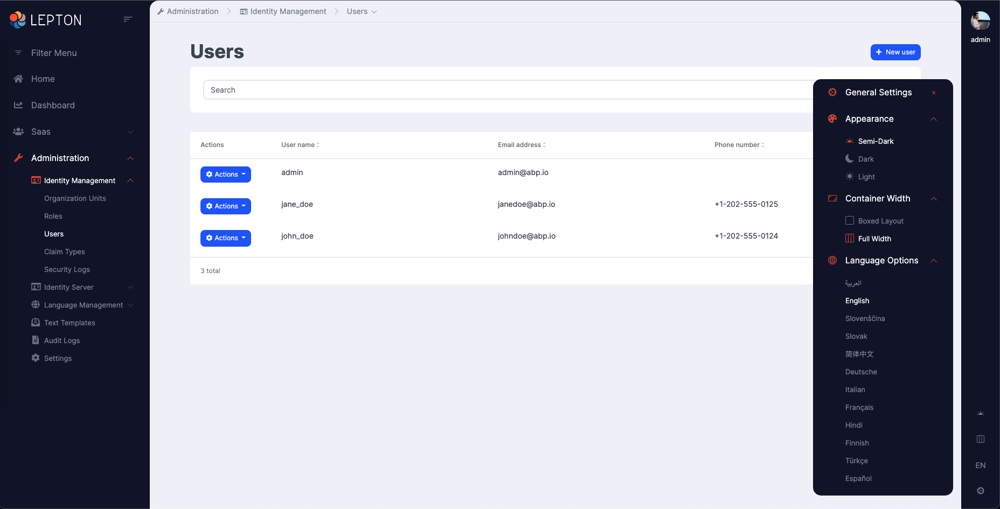 LEPTON
Filter Menu
Home
Dashboard
Saas
Administration
Identity Management
Organization Units
Roles
Users
Claim Types
Security Logs
Identity Server
Language Management
Text Templates
Audit Logs
Settings
Administration Identity Management Users
Users
New user
Search
Actions User name Email address Phone number
Actions admin admin@abp.io
Actions jane_doe janedoe@abp.io +1-202-555-0125
Actions john_doe johndoe@abp.io +1-202-555-0124
3 total
General Settings
Appearance
Semi-Dark
Dark
Light
Container Width
Boxed Layout
Full Width
Language Options
العربية
English
Slovenščina
Slovak
简体中文
Deutsche
Italian
Français
Hindi
Finnish
Türkçe
Español
admin
EN